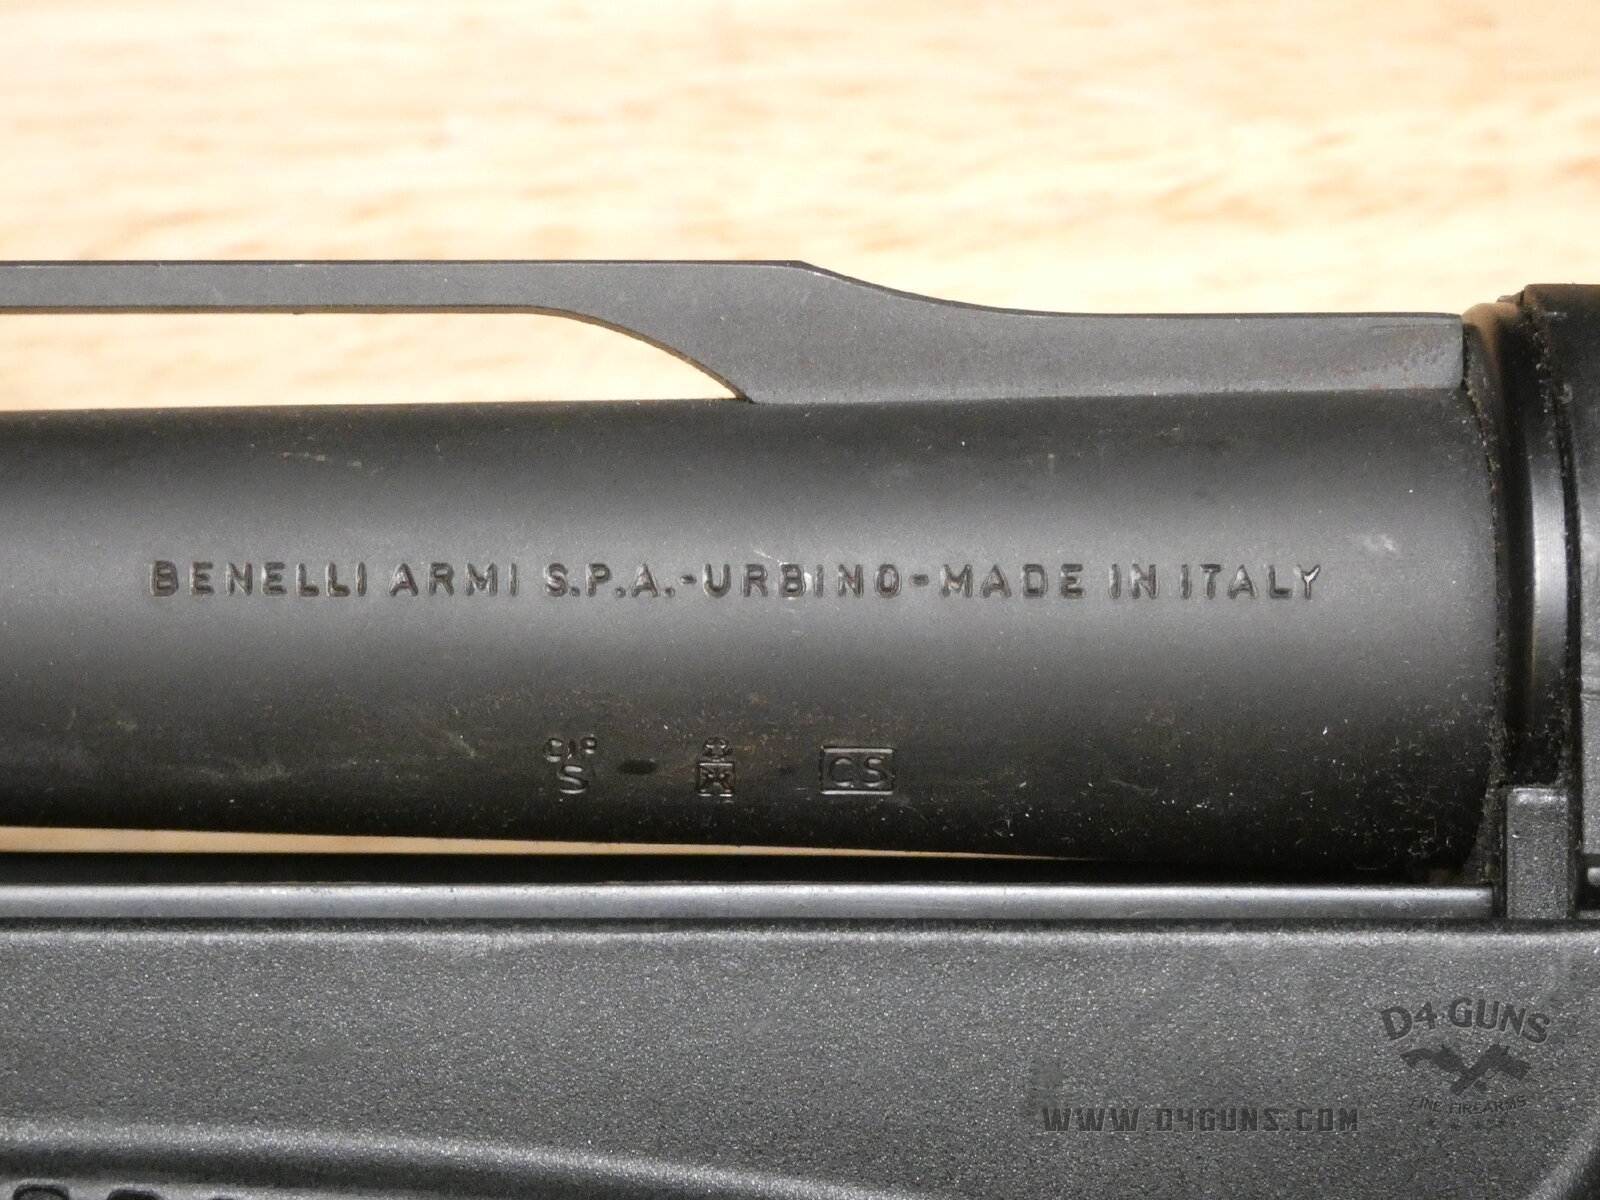 BENELLI ARMI S.P.A.-URBINO-MADE IN ITALY
S
CS
D4 GUNS
FINE FIREARMS
WWW.D4GUNS.COM